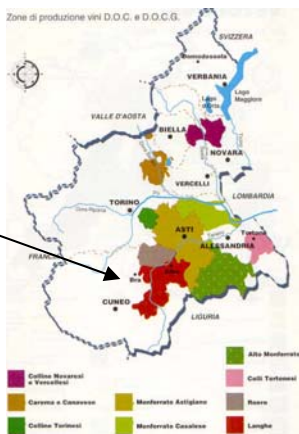 Zone di produzione vini D.O.C. e D.O.C.G.
SVIZZERA
Domodossola
VERBANIA
Lago
Maggiore
Lago
d'Orta
VALLE D'AOSTA
BIELLA
NOVARA
VERCELLI
LOMBARDIA
TORINO
ASTI
ALESSANDRIA
Tortona
FRANCIA
Bra
Alba
CUNEO
LIGURIA
Alto Monferrato
Colline Novaresi
e Vercellesi
Colli Tortonesi
Carema e Canavese
Monferrato Astigiano
Roero
Colline Torinesi
Monferrato Casalese
Langhe